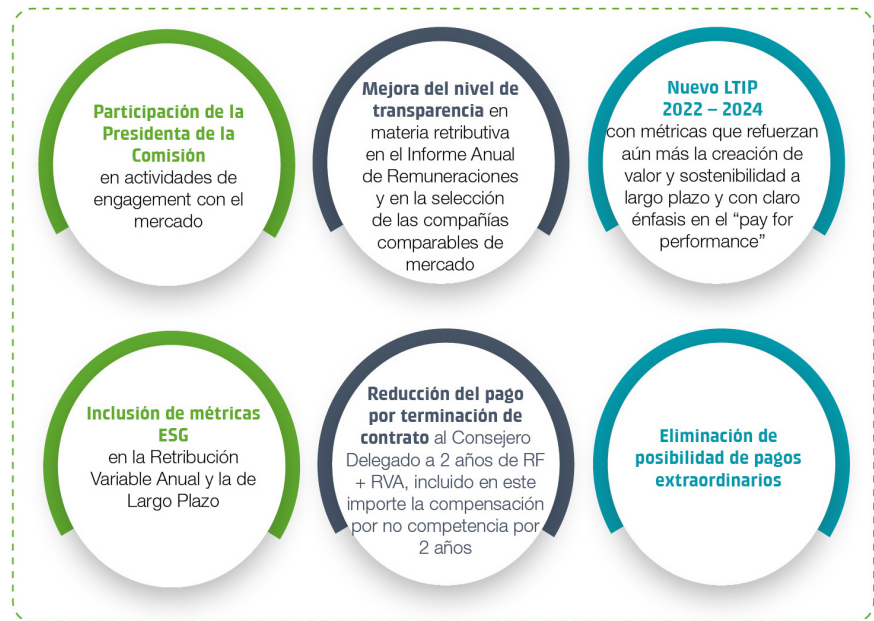 Participación de la
Presidenta de la
Comisión
en actividades de
engagement con el
mercado
Mejora del nivel de
transparencia en
materia retributiva
en el Informe Anual
de Remuneraciones
y en la selección
de las compañías
comparables de
mercado
Nuevo LTIP
2022 – 2024
con métricas que refuerzan
aún más la creación de
valor y sostenibilidad a
largo plazo y con claro
énfasis en el “pay for
performance”
Inclusión de métricas
ESG
en la Retribución
Variable Anual y la de
Largo Plazo
Reducción del pago
por terminación de
contrato al Consejero
Delegado a 2 años de RF
+ RVA, incluido en este
importe la compensación
por no competencia por
2 años
Eliminación de
posibilidad de pagos
extraordinarios